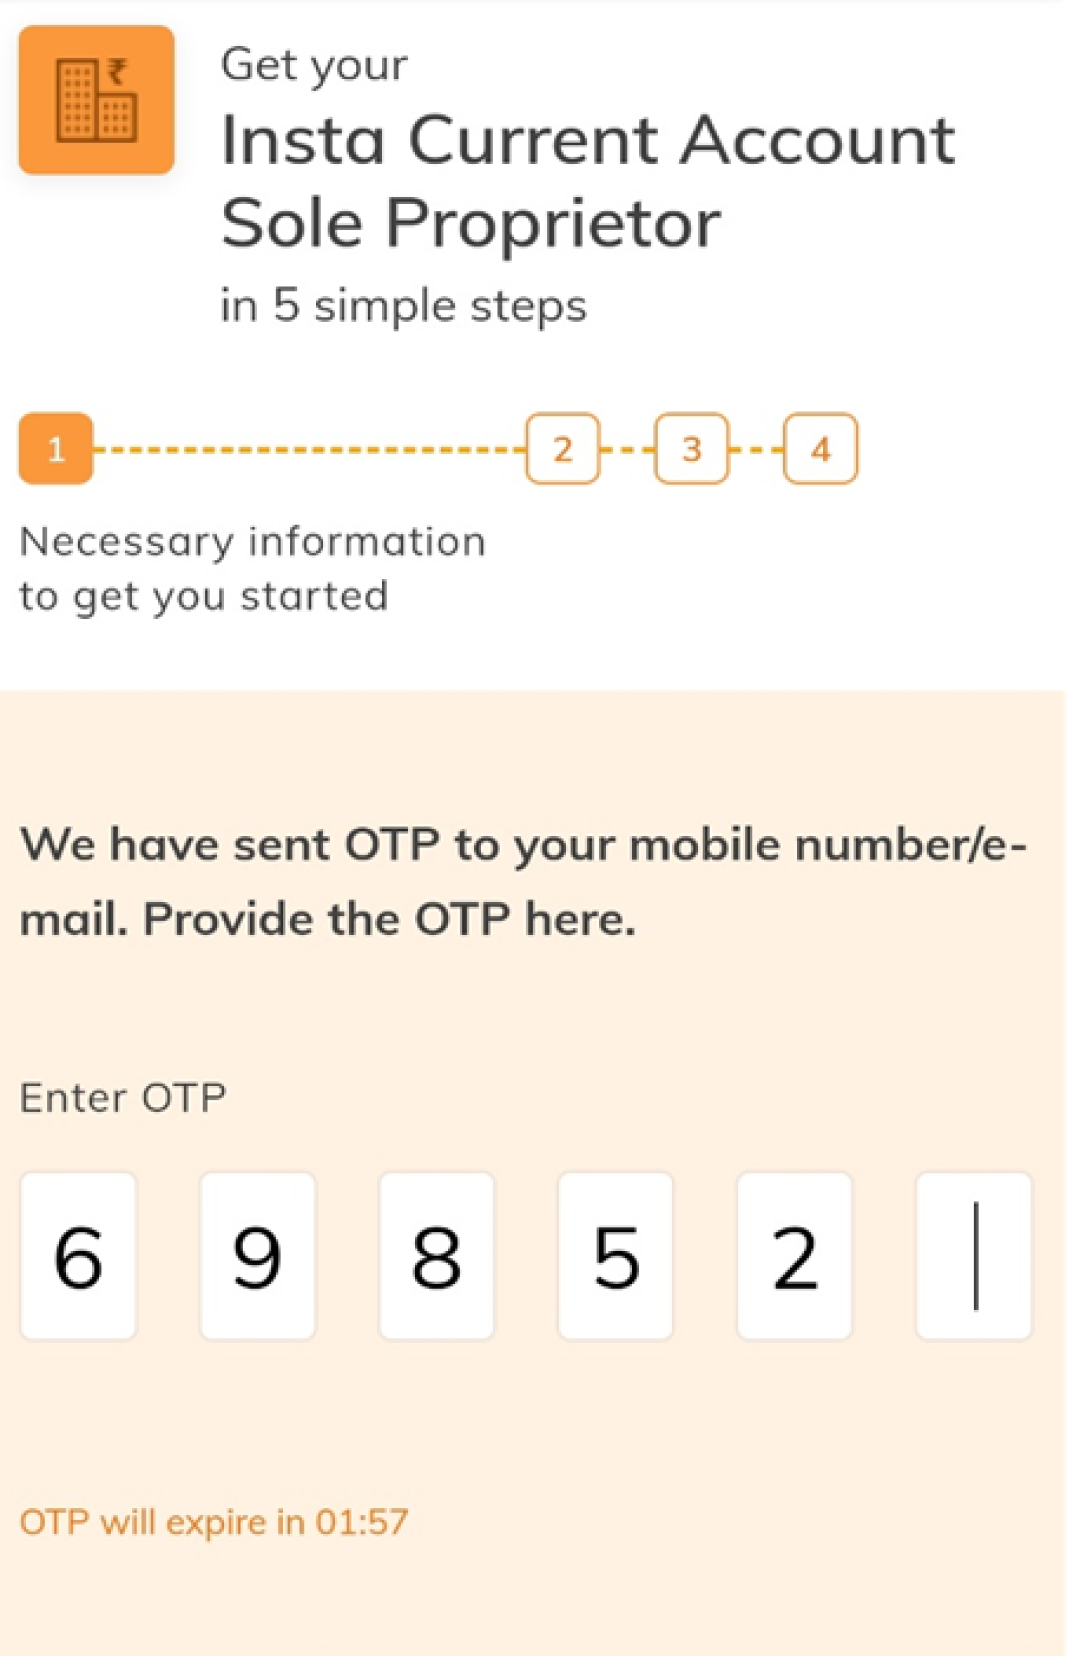 ₹
Get your
Insta Current Account
Sole Proprietor
in 5 simple steps
1 2 3 4
Necessary information
to get you started
We have sent OTP to your mobile number/e-
mail. Provide the OTP here.
Enter OTP
6 9 8 5 2
OTP will expire in 01:57